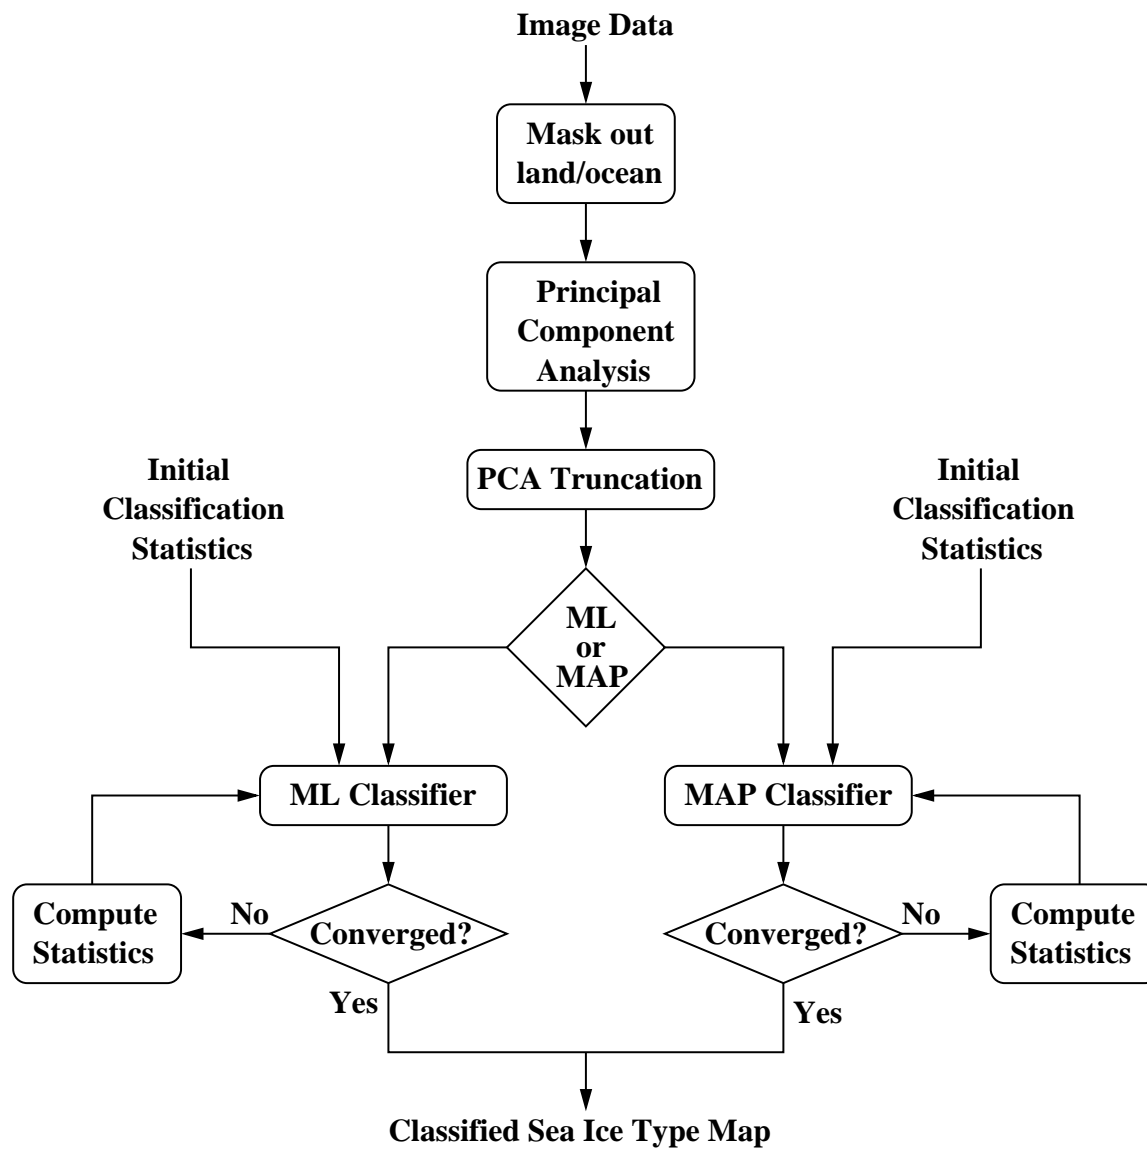 Image Data
Mask out
land/ocean
Principal
Component
Analysis
PCA Truncation
Initial
Classification
Statistics
Initial
Classification
Statistics
ML
or
MAP
ML Classifier
MAP Classifier
Compute
Statistics
No
Converged?
Converged?
No
Compute
Statistics
Yes
Yes
Classified Sea Ice Type Map